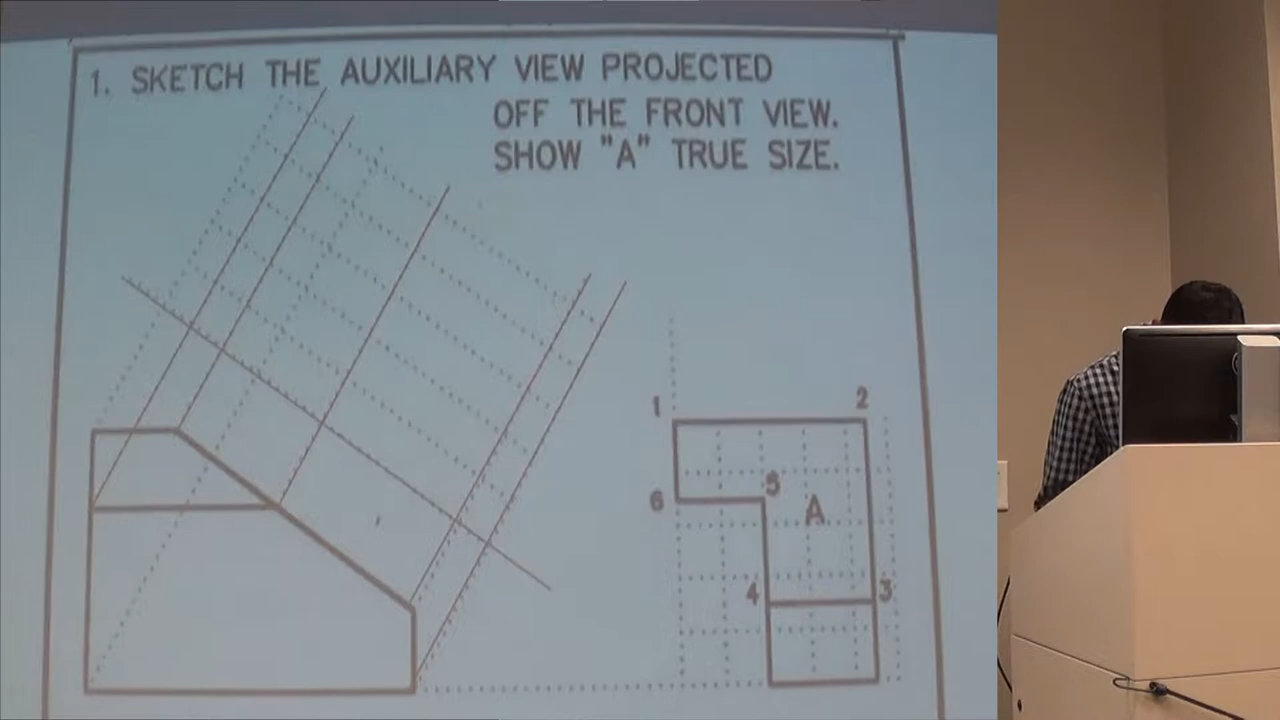 1. SKETCH THE AUXILIARY VIEW PROJECTED
OFF THE FRONT VIEW.
SHOW "A" TRUE SIZE.
1 2
6 5 A
4 3